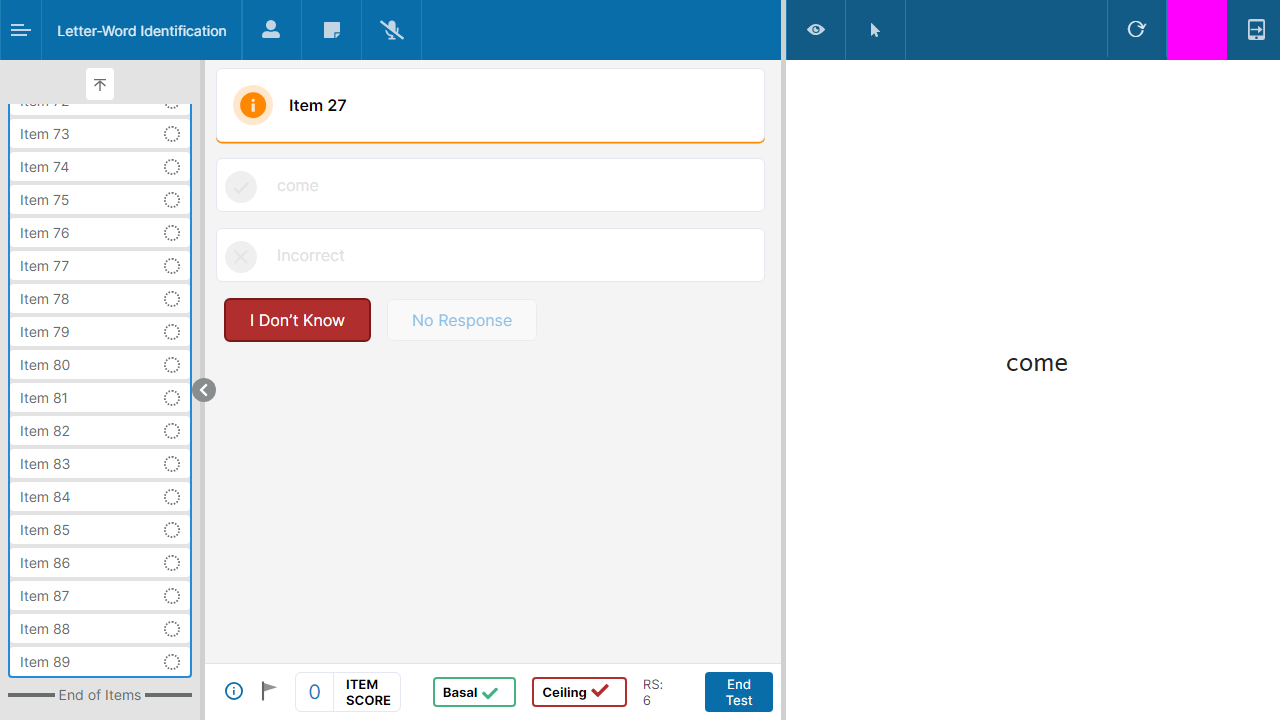 Letter-Word Identification
Item 72
Item 73
Item 74
Item 75
Item 76
Item 77
Item 78
Item 79
Item 80
Item 81
Item 82
Item 83
Item 84
Item 85
Item 86
Item 87
Item 88
Item 89
End of Items
Item 27
come
Incorrect
I Don’t Know
No Response
0
ITEM
SCORE
Basal
Ceiling
RS:
6
End
Test
come